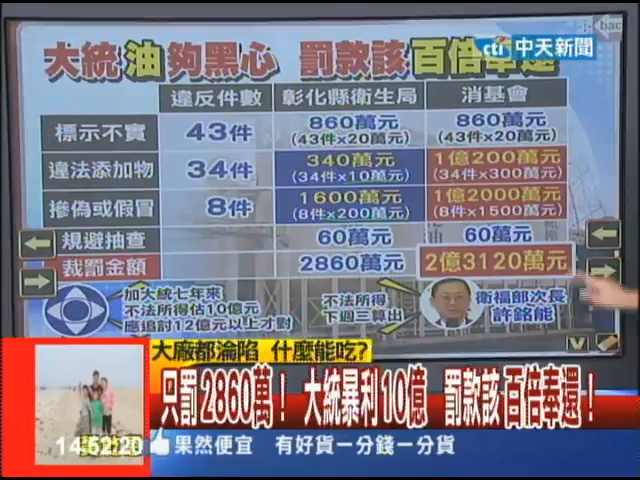 bac
cti 中天新聞
大統油夠黑心 罰款該百倍奉還
違反件數 彰化縣衛生局 消基會
標示不實 43件 860萬元 (43件x20萬元) 860萬元 (43件x20萬元)
違法添加物 34件 340萬元 (34件x10萬元) 1億200萬元 (34件x300萬元)
摻偽或假冒 8件 1600萬元 (8件x200萬元) 1億2000萬元 (8件x1500萬元)
規避抽查 60萬元 60萬元
裁罰金額 2860萬元 2億3120萬元
加大統七年來
不法所得估10億元
應追討12億元以上才對
不法所得
下週三算出
衛福部次長
許銘能
大廠都淪陷 什麼能吃?
只罰2860萬! 大統暴利10億 罰款該百倍奉還!
14:52:20
果然便宜 有好貨一分錢一分貨